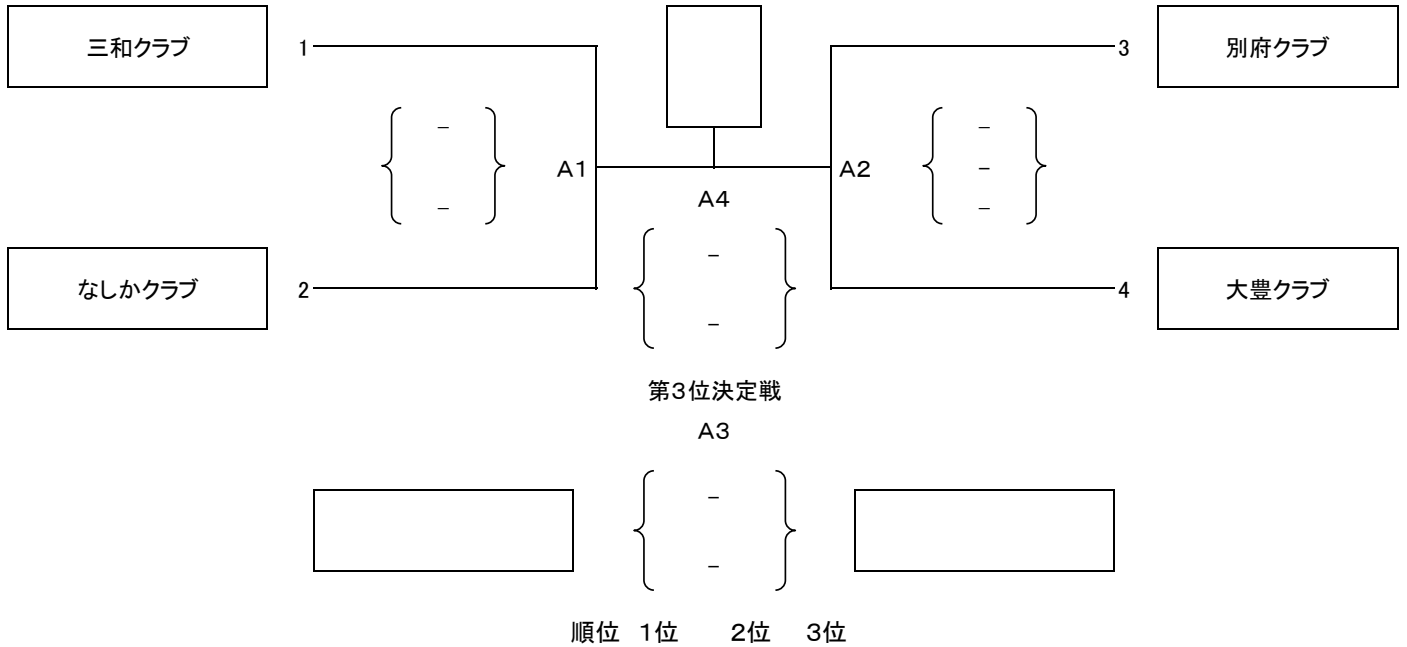 三和クラブ 1 3 別府クラブ
－ －
A1 A2 －
A4
－ －
－
なしかクラブ 2 4 大豊クラブ
－
第3位決定戦
A3
－
－
順位 1位 2位 3位